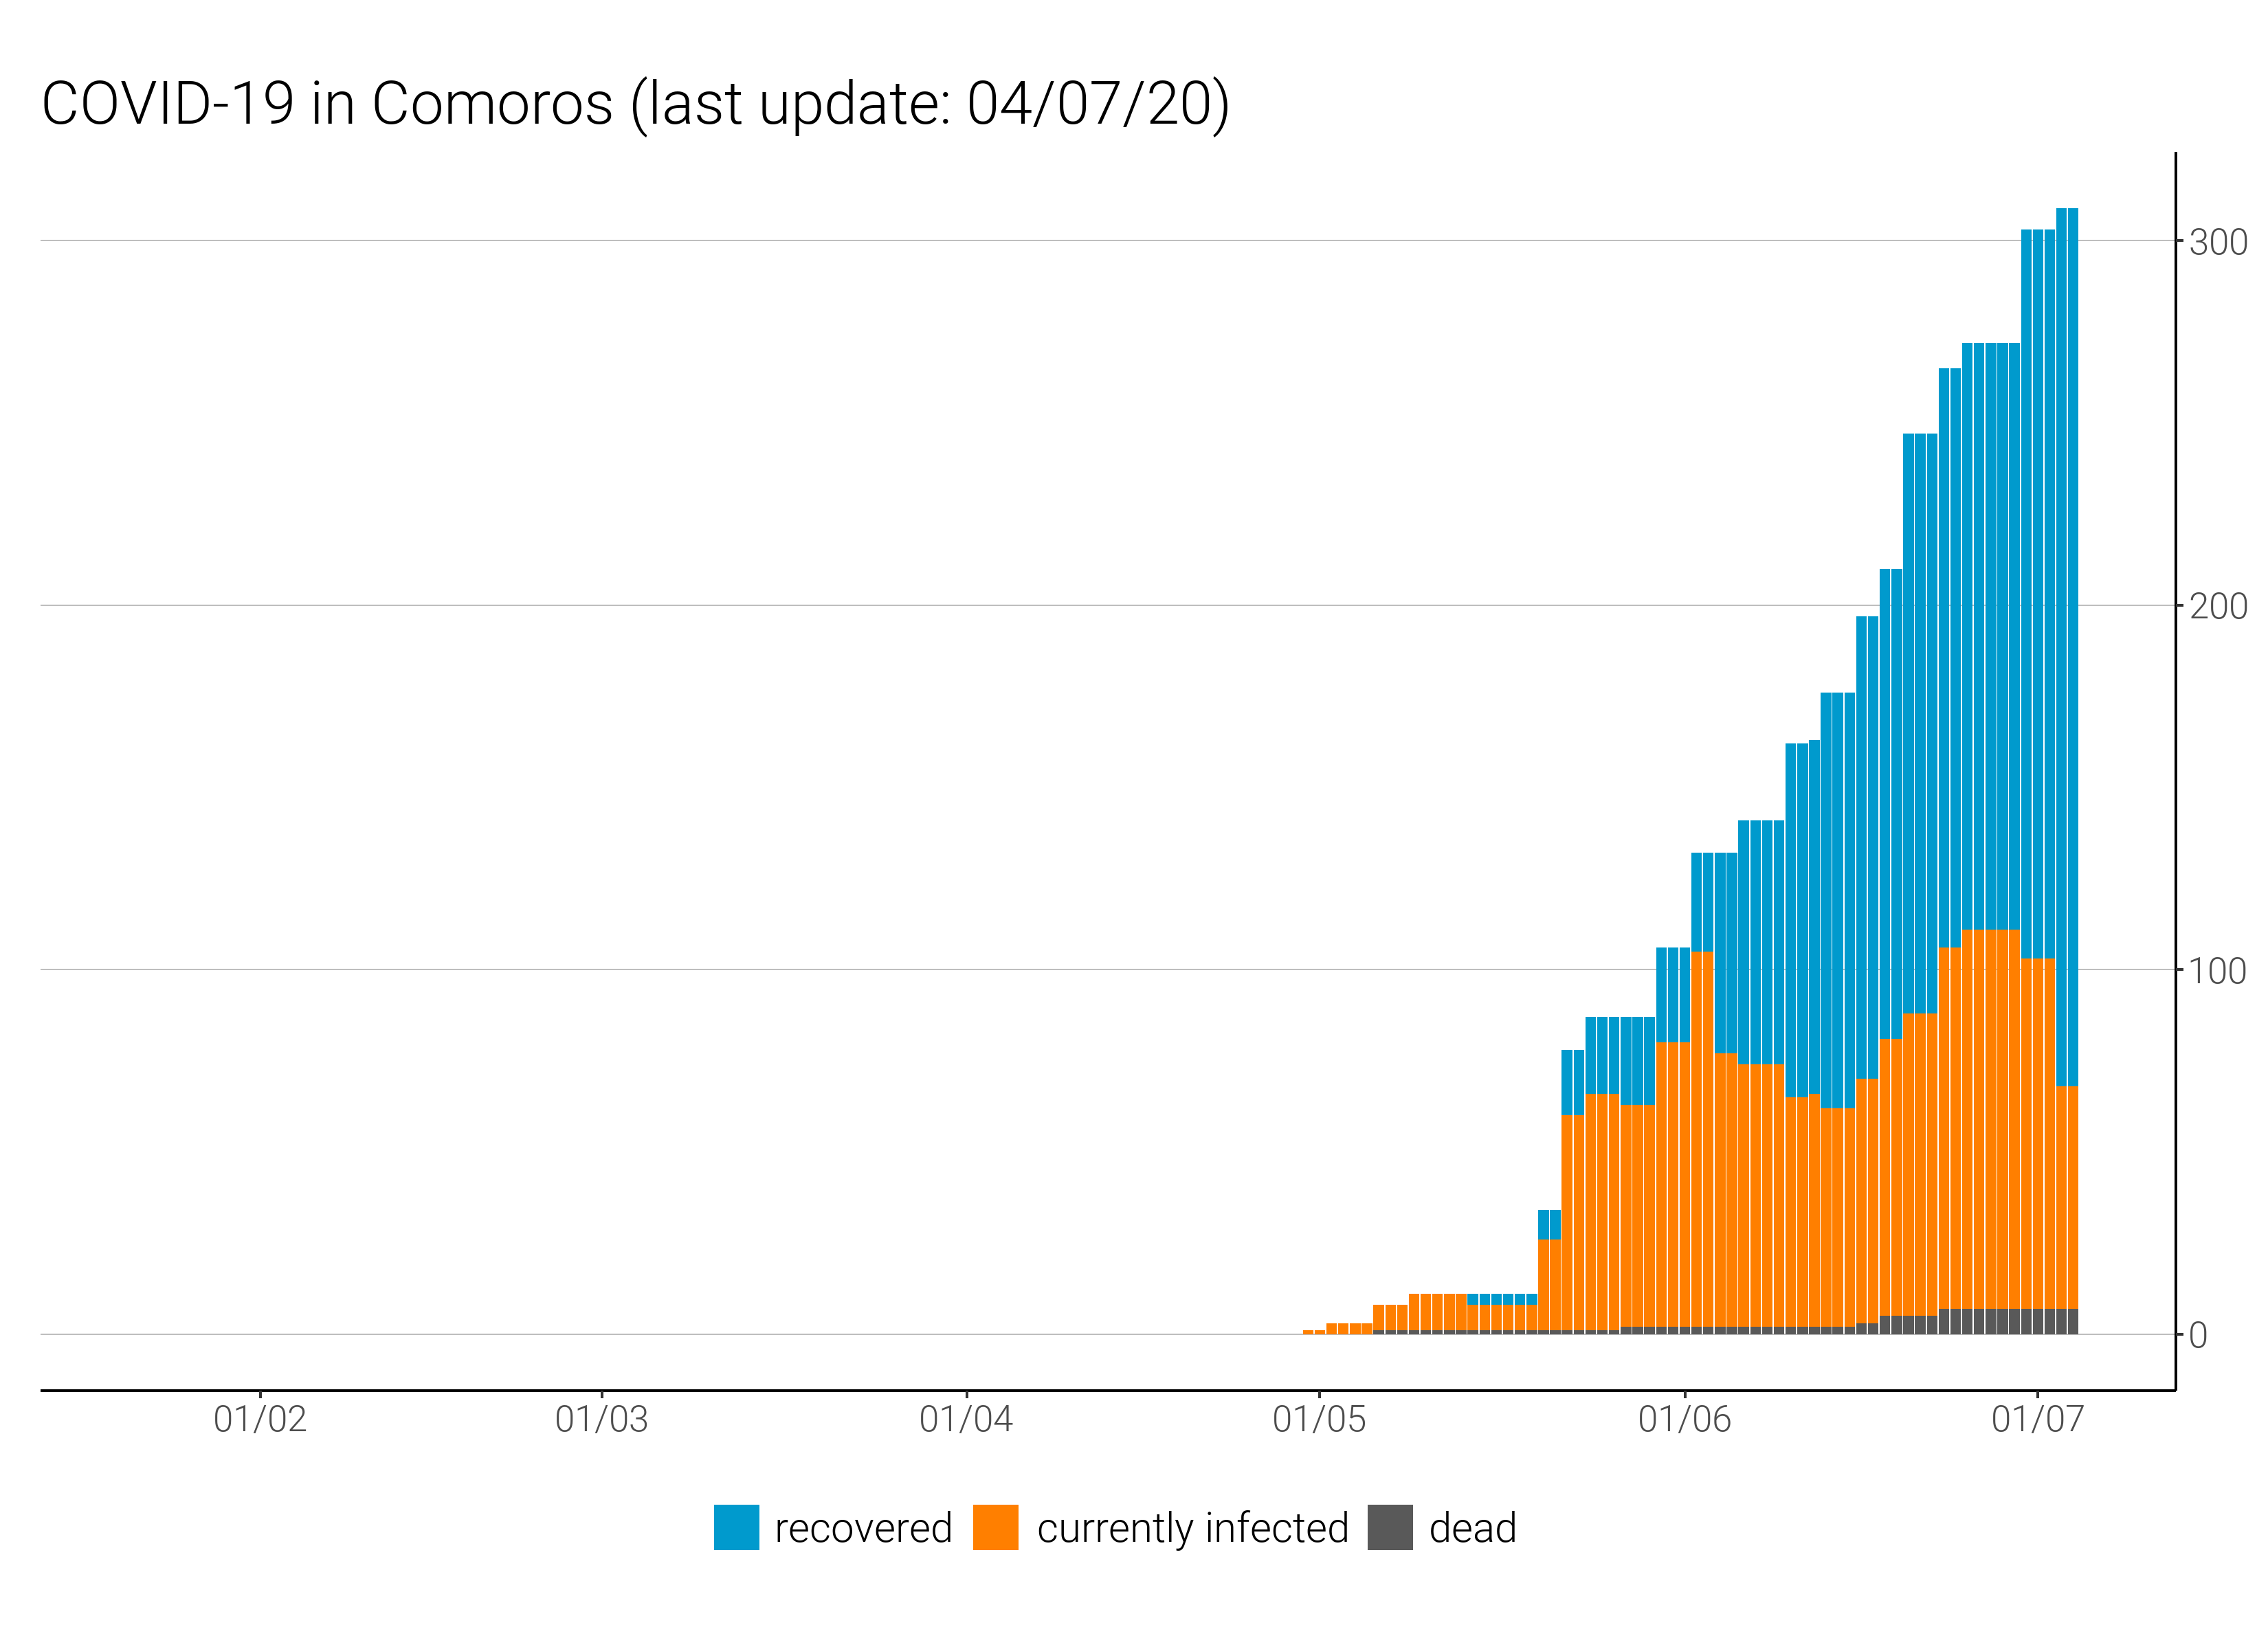 COVID-19 in Comoros (last update: 04/07/20)
300
200
100
0
01/02 01/03 01/04 01/05 01/06 01/07
recovered currently infected dead